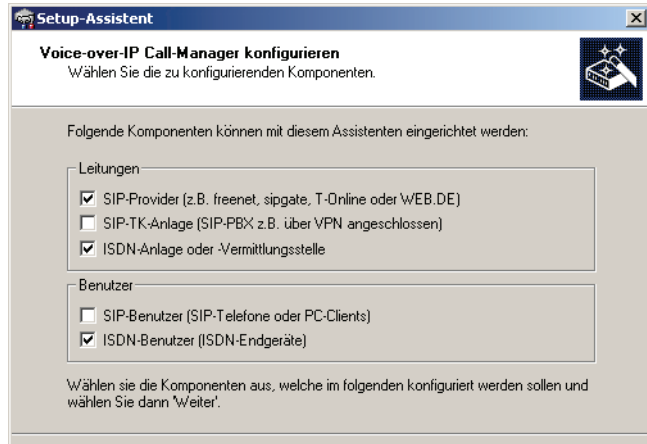 Setup-Assistent
Voice-over-IP Call-Manager konfigurieren
Wählen Sie die zu konfigurierenden Komponenten.
Folgende Komponenten können mit diesem Assistenten eingerichtet werden:
Leitungen
SIP-Provider (z.B. freenet, sipgate, T-Online oder WEB.DE)
SIP-TK-Anlage (SIP-PBX z.B. über VPN angeschlossen)
ISDN-Anlage oder -Vermittlungsstelle
Benutzer
SIP-Benutzer (SIP-Telefone oder PC-Clients)
ISDN-Benutzer (ISDN-Endgeräte)
Wählen sie die Komponenten aus, welche im folgenden konfiguriert werden sollen und
wählen Sie dann 'Weiter'.